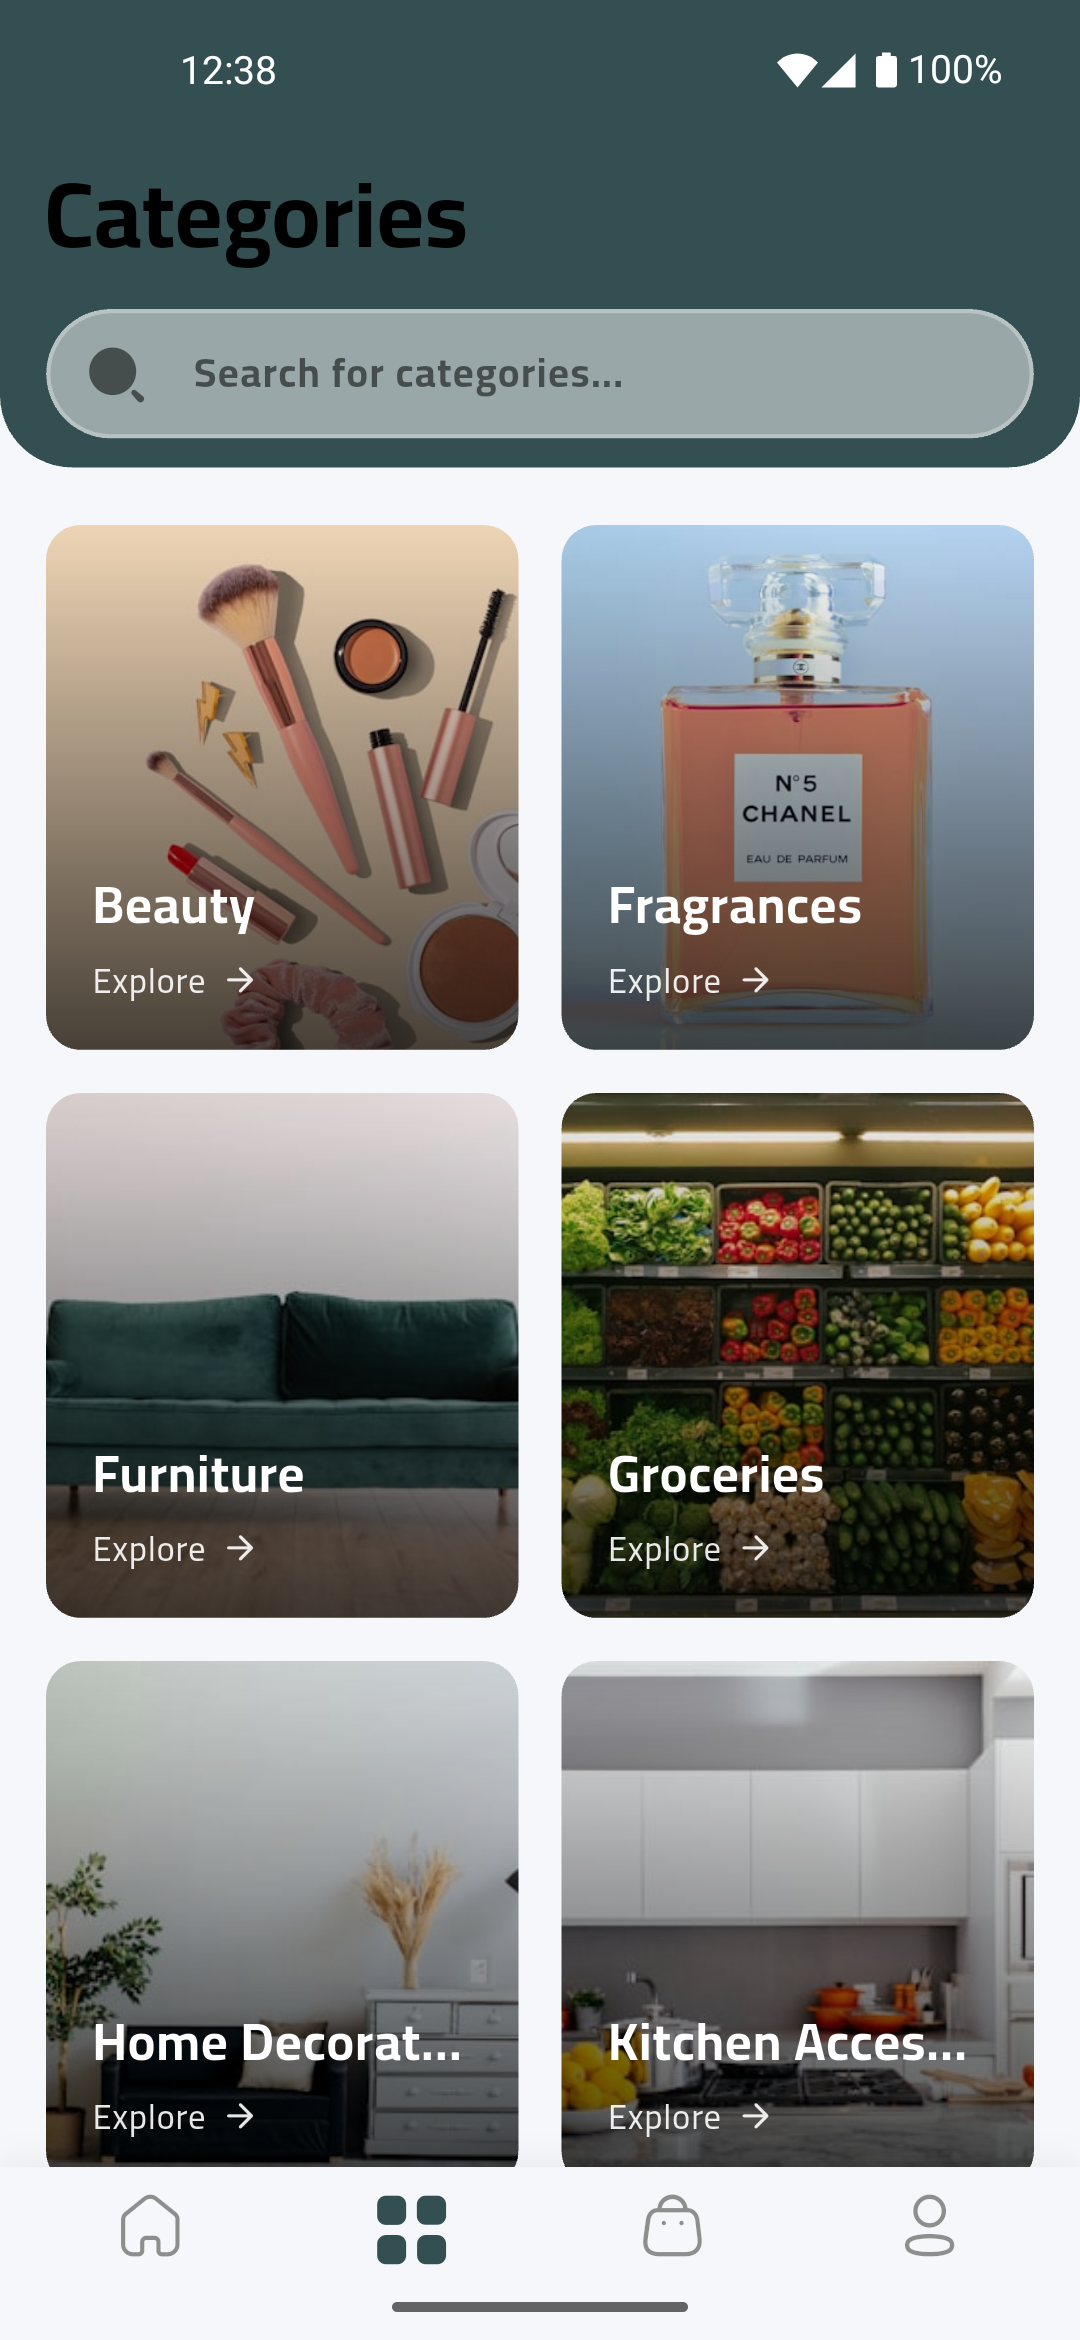 12:38
100%
Categories
Search for categories...
N°5
CHANEL
EAU DE PARFUM
Beauty
Fragrances
Explore
Explore
Furniture
Groceries
Explore
Explore
Home Decorat...
Kitchen Acces...
Explore
Explore